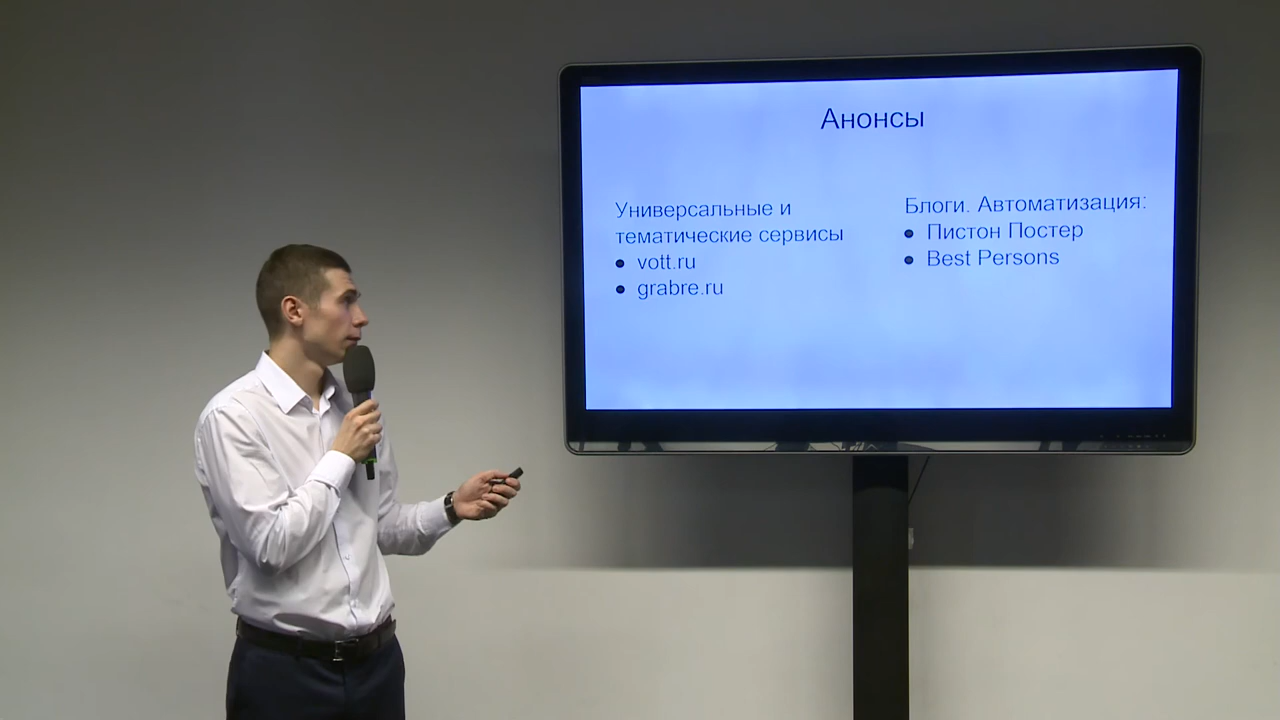 Анонсы
Универсальные и
тематические сервисы
vott.ru
grabre.ru
Блоги. Автоматизация:
Пистон Постер
Best Persons